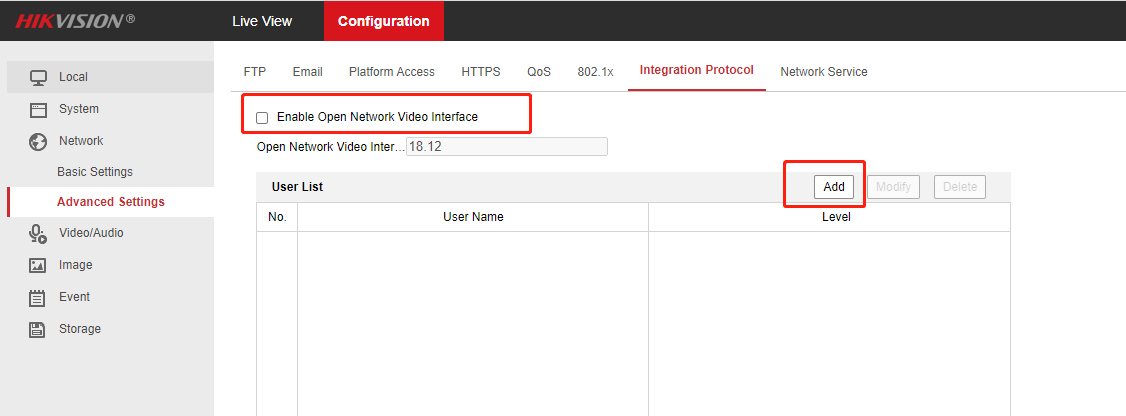 HIKVISION®
Live View
Configuration
Local
System
Network
Basic Settings
Advanced Settings
Video/Audio
Image
Event
Storage
FTP
Email
Platform Access
HTTPS
QoS
802.1x
Integration Protocol
Network Service
Enable Open Network Video Interface
Open Network Video Inter... 18.12
User List
Add
Modify
Delete
No.
User Name
Level